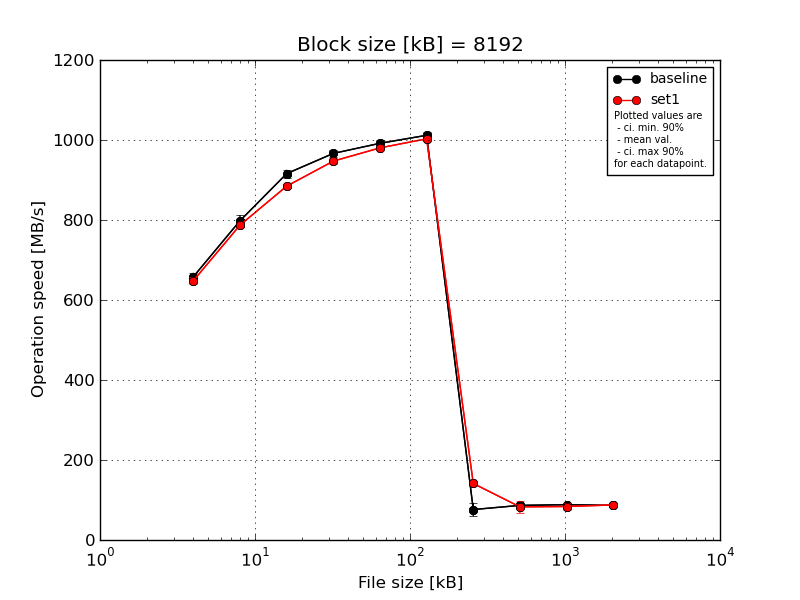 Block size [kB] = 8192
1200
1000
800
600
400
200
0
Operation speed [MB/s]
baseline
set1
Plotted values are
- ci. min. 90%
- mean val.
- ci. max 90%
for each datapoint.
10^0 10^1 10^2 10^3 10^4
File size [kB]